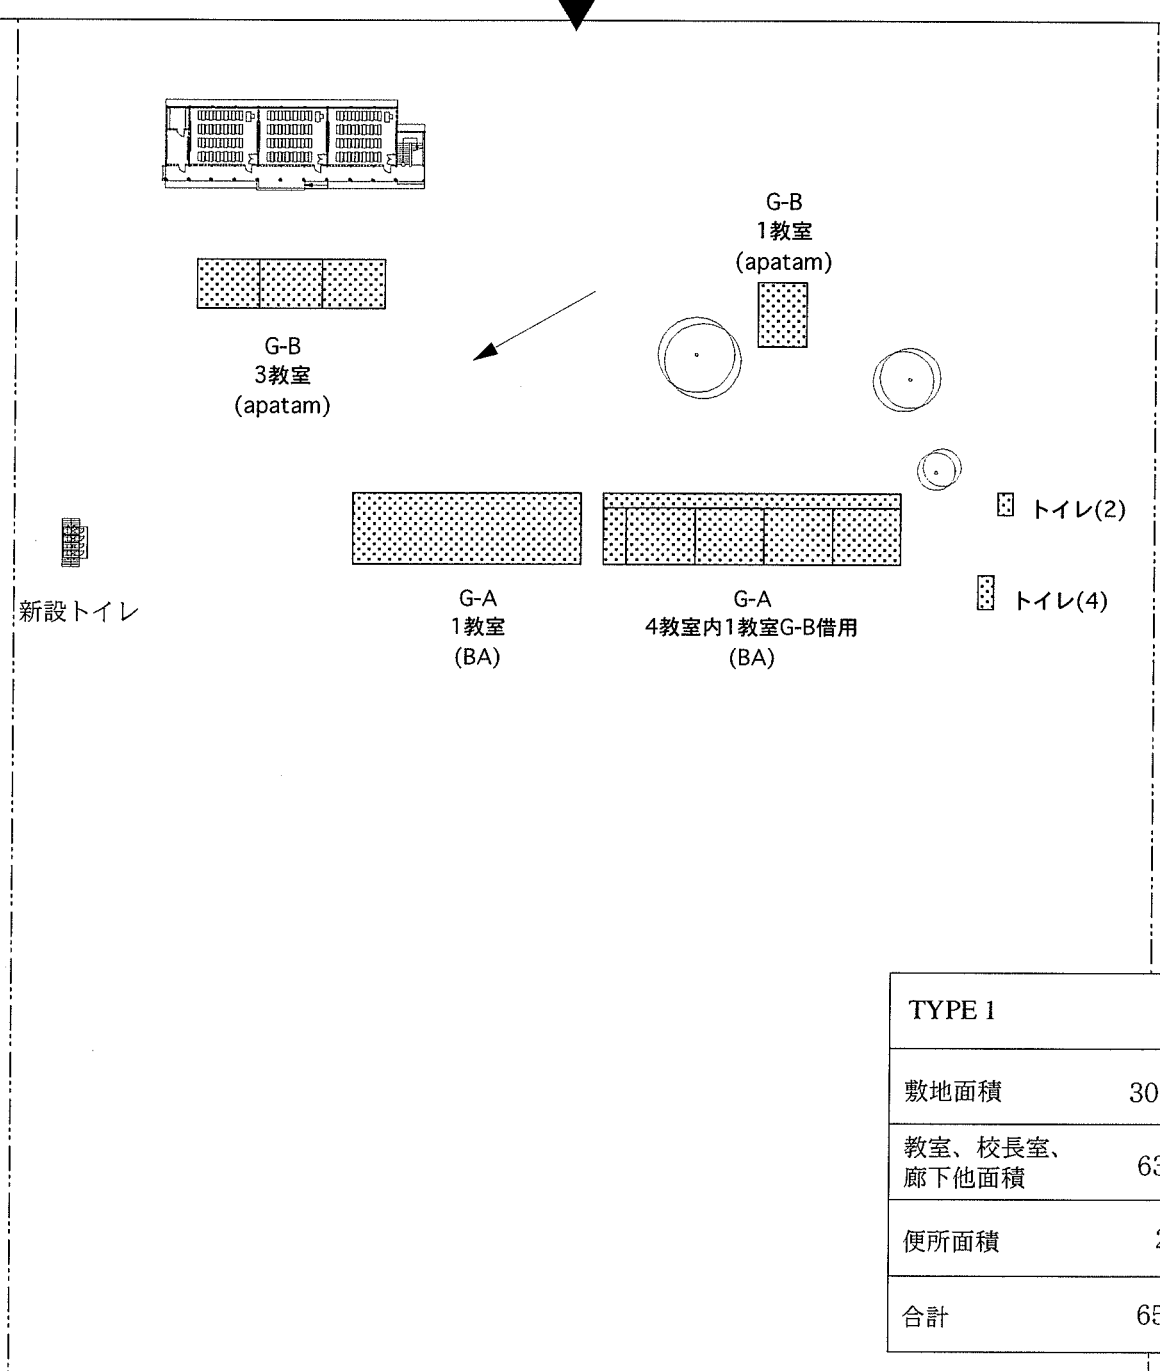 G-B
1教室
(apatam)
G-B
3教室
(apatam)
トイレ(2)
新設トイレ
G-A
1教室
(BA)
G-A
4教室内1教室G-B借用
(BA)
トイレ(4)
TYPE 1
敷地面積 30
教室、校長室、
廊下他面積 63
便所面積 2
合計 65